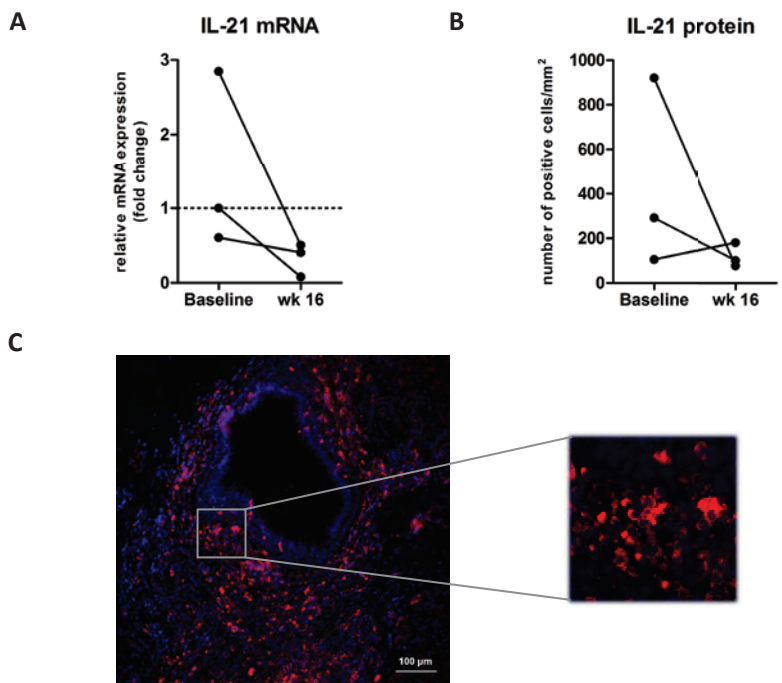 A
IL-21 mRNA
relative mRNA expression
(fold change)
3
2
1
0
Baseline
wk 16
B
IL-21 protein
number of positive cells/mm²
1000
800
600
400
200
0
Baseline
wk 16
C
100 µm